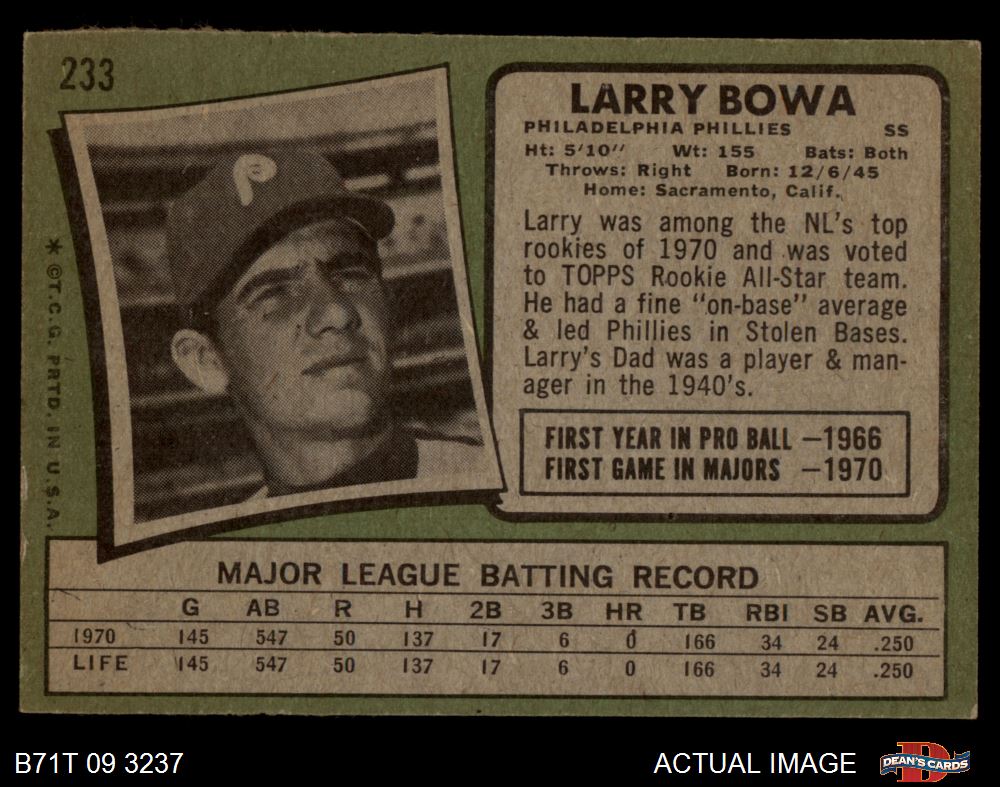 233
LARRY BOWA
PHILADELPHIA PHILLIES SS
Ht: 5'10" Wt: 155 Bats: Both
Throws: Right Born: 12/6/45
Home: Sacramento, Calif.
Larry was among the NL's top
rookies of 1970 and was voted
to TOPPS Rookie All-Star team.
He had a fine "on-base" average
& led Phillies in Stolen Bases.
Larry's Dad was a player & man-
ager in the 1940's.
FIRST YEAR IN PRO BALL —1966
FIRST GAME IN MAJORS —1970
P
* ©T.C.G. PRTD. IN U.S.A.
MAJOR LEAGUE BATTING RECORD
G AB R H 2B 3B HR TB RBI SB AVG.
1970 145 547 50 137 17 6 0 166 34 24 .250
LIFE 145 547 50 137 17 6 0 166 34 24 .250
B71T 09 3237
ACTUAL IMAGE
D
DEAN'S CARDS